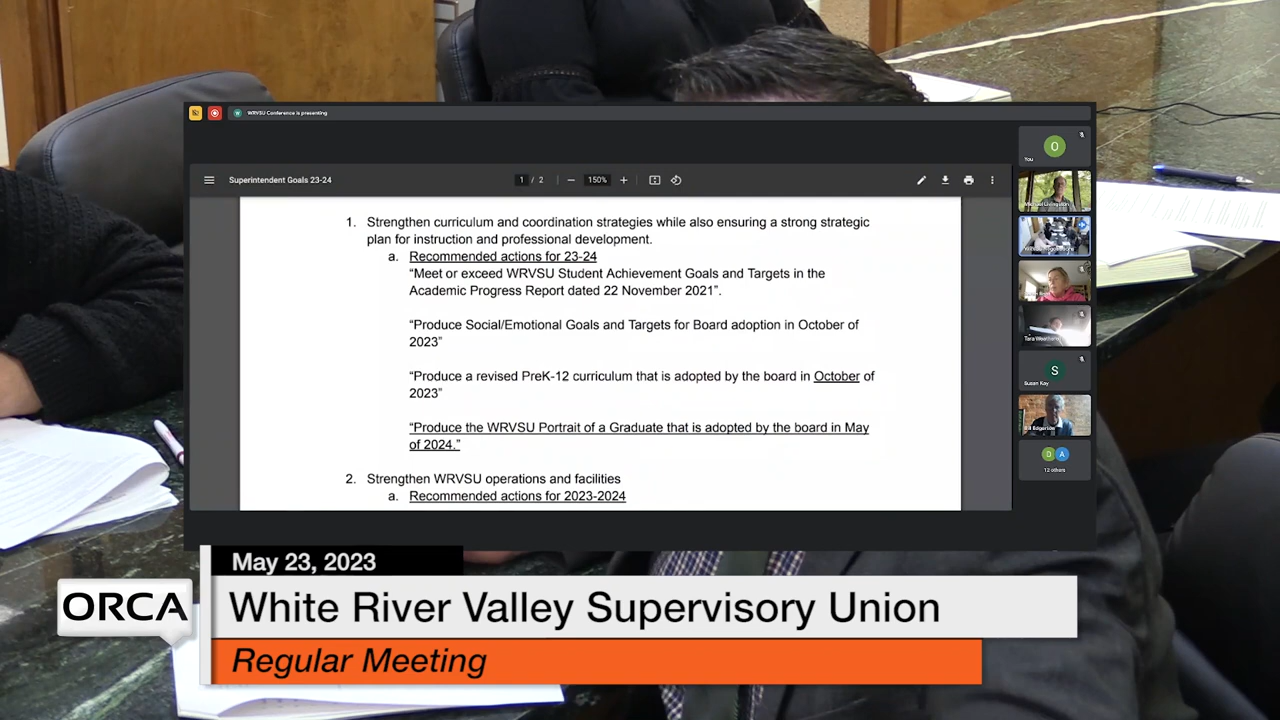 WRVSU Conference is presenting
Superintendent Goals 23-24
1 / 2
150%
1. Strengthen curriculum and coordination strategies while also ensuring a strong strategic
plan for instruction and professional development.
a. Recommended actions for 23-24
“Meet or exceed WRVSU Student Achievement Goals and Targets in the
Academic Progress Report dated 22 November 2021”.
“Produce Social/Emotional Goals and Targets for Board adoption in October of
2023”
“Produce a revised PreK-12 curriculum that is adopted by the board in October of
2023”
“Produce the WRVSU Portrait of a Graduate that is adopted by the board in May
of 2024.”
2. Strengthen WRVSU operations and facilities
a. Recommended actions for 2023-2024
O
You
Michael Livingston
Tara Weatherell
S
Susan Kay
Bill Edgerton
D A
12 others
May 23, 2023
ORCA
White River Valley Supervisory Union
Regular Meeting